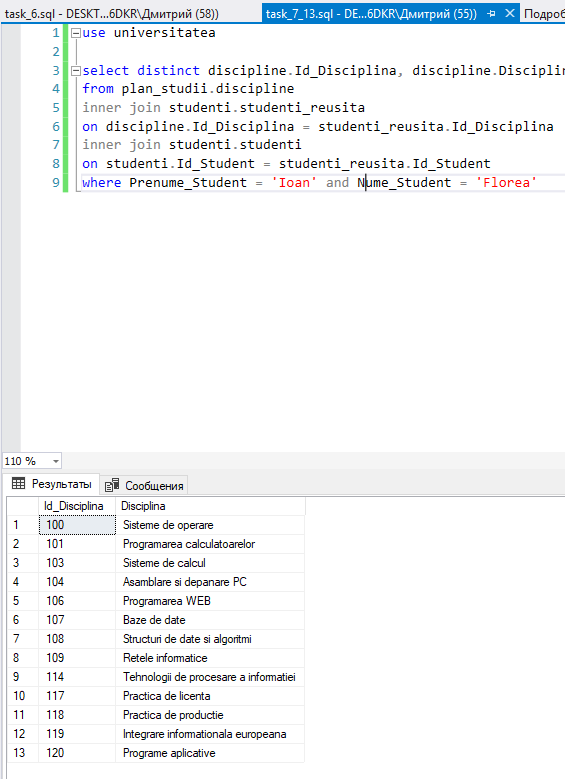 task_6.sql - DESKT...6DKR\Дмитрий (58))
task_7_13.sql - DE...6DKR\Дмитрий (55))
Подроб
1 use universitatea
2
3 select distinct discipline.Id_Disciplina, discipline.Disciplin
4 from plan_studii.discipline
5 inner join studenti.studenti_reusita
6 on discipline.Id_Disciplina = studenti_reusita.Id_Disciplina
7 inner join studenti.studenti
8 on studenti.Id_Student = studenti_reusita.Id_Student
9 where Prenume_Student = 'Ioan' and Nume_Student = 'Florea'
110 %
Результаты Сообщения
Id_Disciplina Disciplina
1 100 Sisteme de operare
2 101 Programarea calculatoarelor
3 103 Sisteme de calcul
4 104 Asamblare si depanare PC
5 106 Programarea WEB
6 107 Baze de date
7 108 Structuri de date si algoritmi
8 109 Retele informatice
9 114 Tehnologii de procesare a informatiei
10 117 Practica de licenta
11 118 Practica de productie
12 119 Integrare informationala europeana
13 120 Programe aplicative